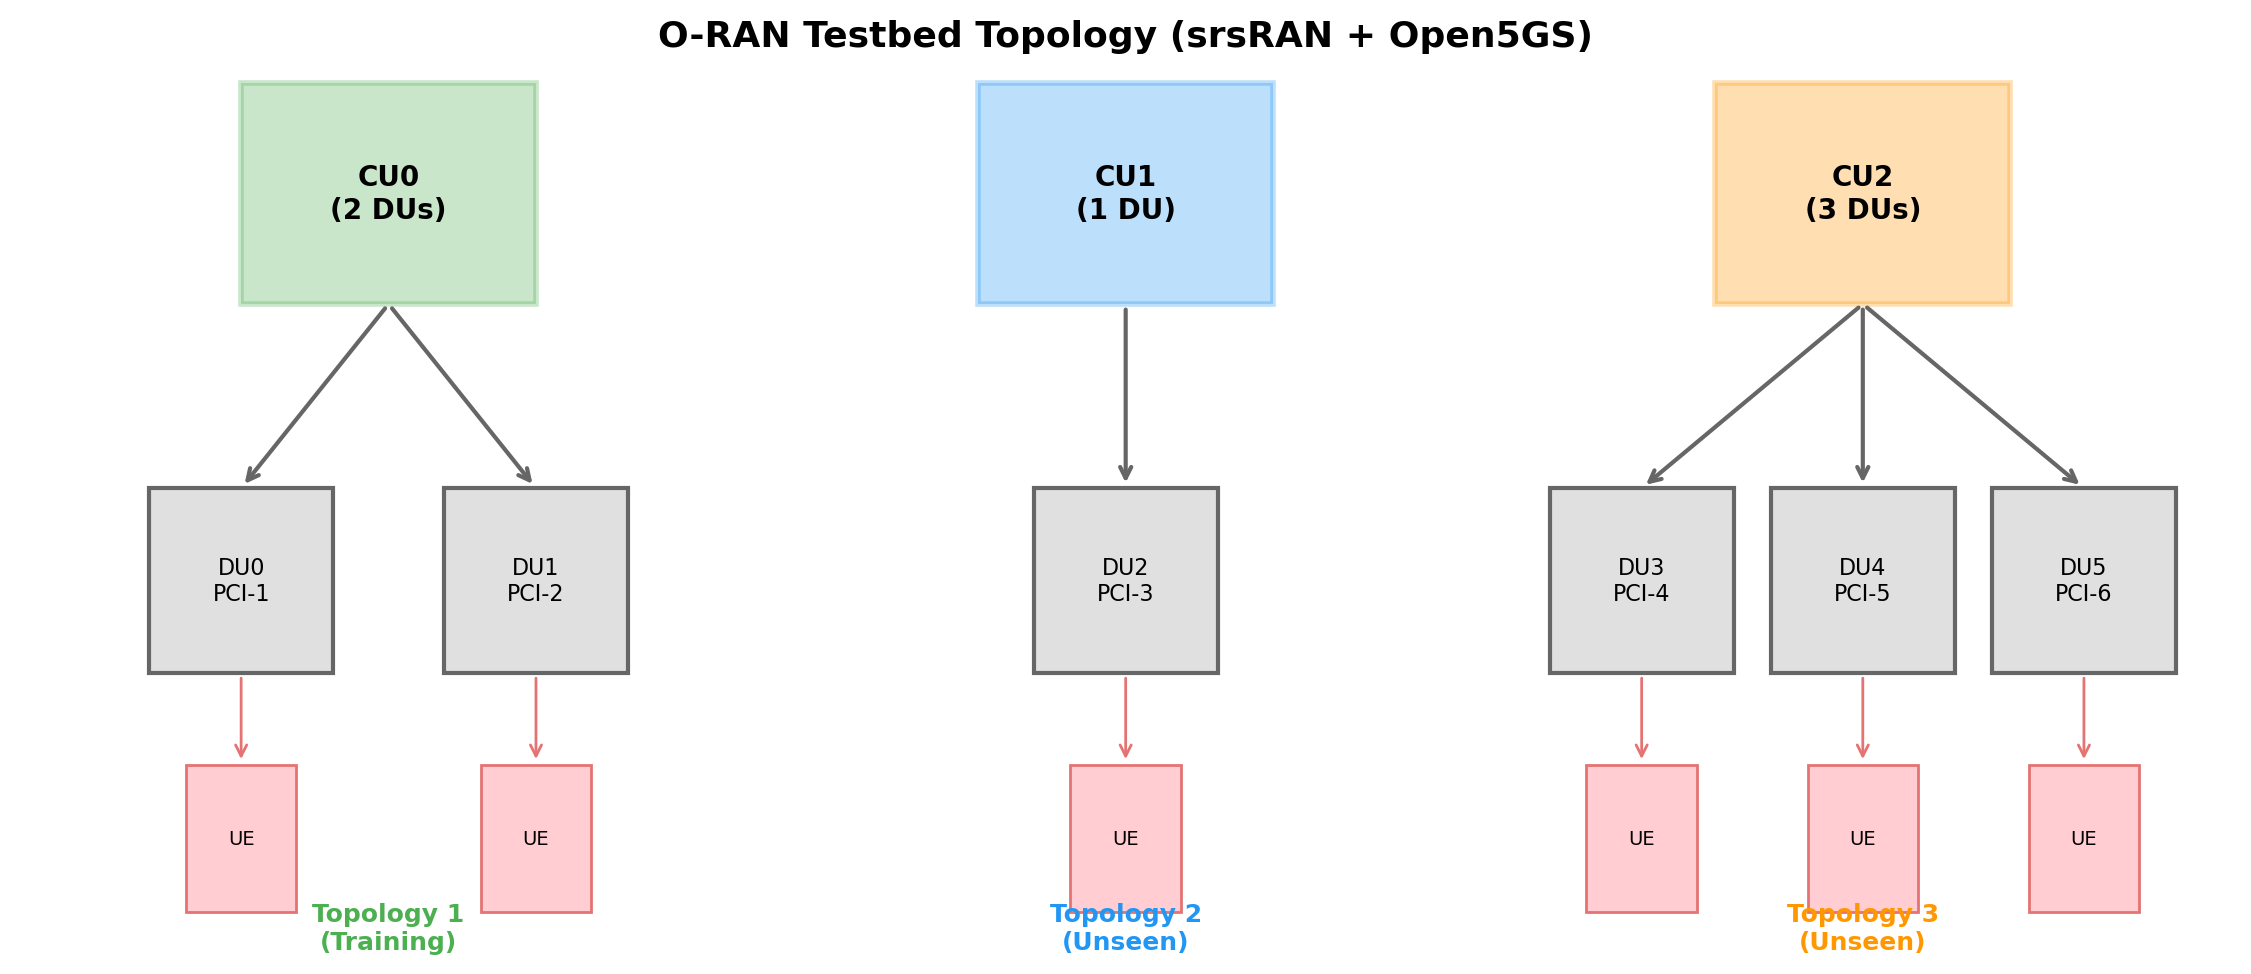 O-RAN Testbed Topology (srsRAN + Open5GS)
CU0
(2 DUs)
CU1
(1 DU)
CU2
(3 DUs)
DU0
PCI-1
DU1
PCI-2
DU2
PCI-3
DU3
PCI-4
DU4
PCI-5
DU5
PCI-6
UE
UE
UE
UE
UE
UE
Topology 1
(Training)
Topology 2
(Unseen)
Topology 3
(Unseen)